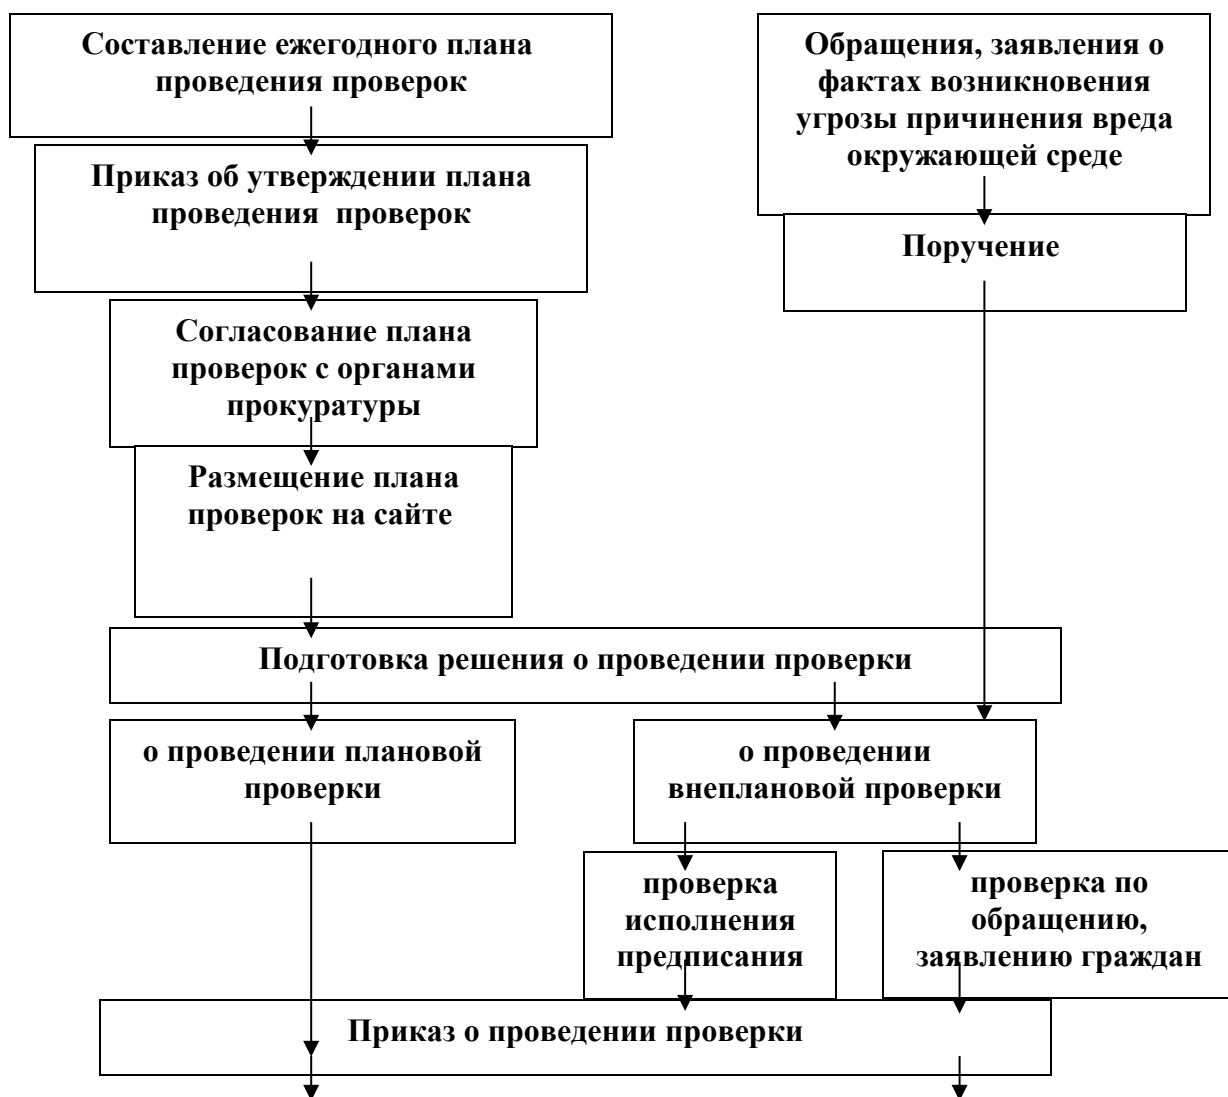 Составление ежегодного плана
проведения проверок
Обращения, заявления о
фактах возникновения
угрозы причинения вреда
окружающей среде
Приказ об утверждении плана
проведения  проверок
Поручение
Согласование плана
проверок с органами
прокуратуры
Размещение плана
проверок на сайте
Подготовка решения о проведении проверки
о проведении плановой
проверки
о проведении
внеплановой проверки
проверка
исполнения
предписания
проверка по
обращению,
заявлению граждан
Приказ о проведении проверки